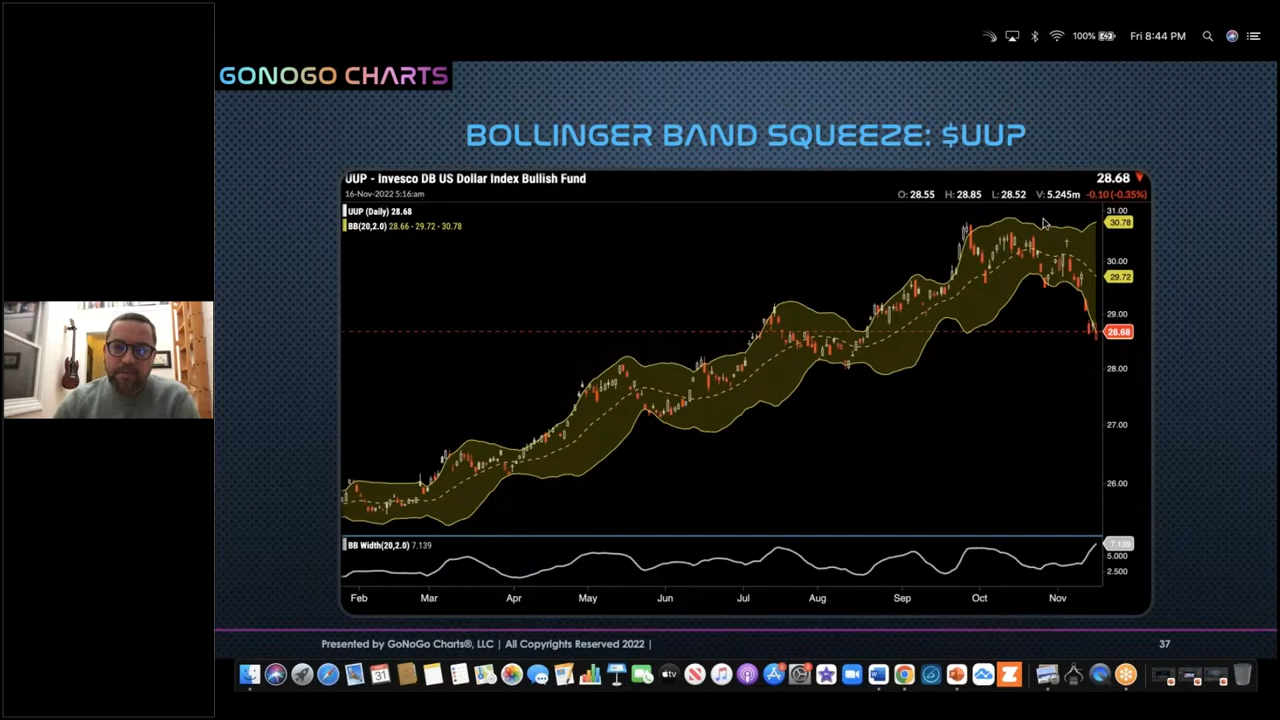 100% Fri 8:44 PM
GONOGO CHARTS
BOLLINGER BAND SQUEEZE: $UUP
UUP - Invesco DB US Dollar Index Bullish Fund 28.68
16-Nov-2022 5:16:am O: 28.55 H: 28.85 L: 28.52 V: 5.245m -0.10 (-0.35%)
UUP (Daily) 28.68
BB(20,2.0) 28.66 - 29.72 - 30.78
31.00
30.78
30.00
29.72
29.00
28.68
28.00
27.00
26.00
BB Width(20,2.0) 7.139
7.139
5.000
2.500
Feb Mar Apr May Jun Jul Aug Sep Oct Nov
Presented by GoNoGo Charts®, LLC | All Copyrights Reserved 2022 | 37
31 tv